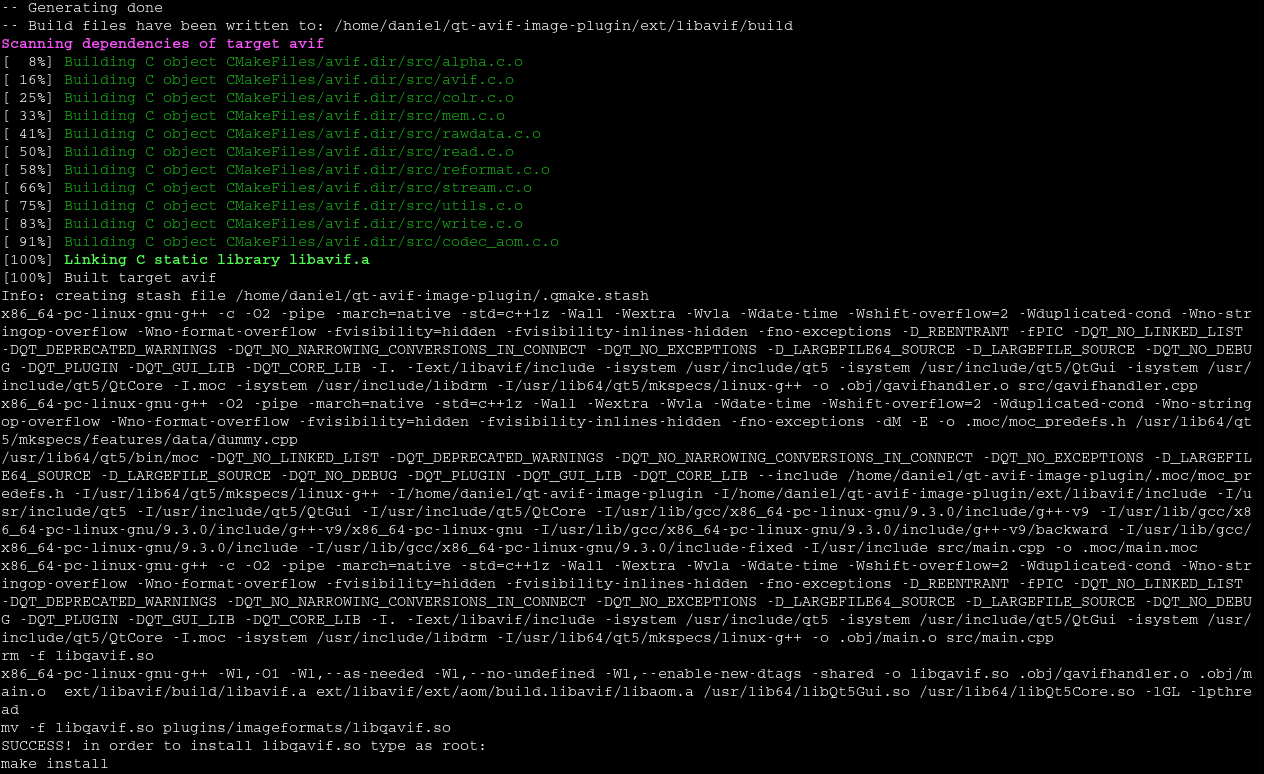 -- Generating done
-- Build files have been written to: /home/daniel/qt-avif-image-plugin/ext/libavif/build
Scanning dependencies of target avif
[  8%] Building C object CMakeFiles/avif.dir/src/alpha.c.o
[ 16%] Building C object CMakeFiles/avif.dir/src/avif.c.o
[ 25%] Building C object CMakeFiles/avif.dir/src/colr.c.o
[ 33%] Building C object CMakeFiles/avif.dir/src/mem.c.o
[ 41%] Building C object CMakeFiles/avif.dir/src/rawdata.c.o
[ 50%] Building C object CMakeFiles/avif.dir/src/read.c.o
[ 58%] Building C object CMakeFiles/avif.dir/src/reformat.c.o
[ 66%] Building C object CMakeFiles/avif.dir/src/stream.c.o
[ 75%] Building C object CMakeFiles/avif.dir/src/utils.c.o
[ 83%] Building C object CMakeFiles/avif.dir/src/write.c.o
[ 91%] Building C object CMakeFiles/avif.dir/src/codec_aom.c.o
[100%] Linking C static library libavif.a
[100%] Built target avif
Info: creating stash file /home/daniel/qt-avif-image-plugin/.qmake.stash
x86_64-pc-linux-gnu-g++ -c -O2 -pipe -march=native -std=c++1z -Wall -Wextra -Wvla -Wdate-time -Wshift-overflow=2 -Wduplicated-cond -Wno-str
ingop-overflow -Wno-format-overflow -fvisibility=hidden -fvisibility-inlines-hidden -fno-exceptions -D_REENTRANT -fPIC -DQT_NO_LINKED_LIST
-DQT_DEPRECATED_WARNINGS -DQT_NO_NARROWING_CONVERSIONS_IN_CONNECT -DQT_NO_EXCEPTIONS -D_LARGEFILE64_SOURCE -D_LARGEFILE_SOURCE -DQT_NO_DEBU
G -DQT_PLUGIN -DQT_GUI_LIB -DQT_CORE_LIB -I. -Iext/libavif/include -isystem /usr/include/qt5 -isystem /usr/include/qt5/QtGui -isystem /usr/
include/qt5/QtCore -I.moc -isystem /usr/include/libdrm -I/usr/lib64/qt5/mkspecs/linux-g++ -o .obj/qavifhandler.o src/qavifhandler.cpp
x86_64-pc-linux-gnu-g++ -O2 -pipe -march=native -std=c++1z -Wall -Wextra -Wvla -Wdate-time -Wshift-overflow=2 -Wduplicated-cond -Wno-string
op-overflow -Wno-format-overflow -fvisibility=hidden -fvisibility-inlines-hidden -fno-exceptions -dM -E -o .moc/moc_predefs.h /usr/lib64/qt
5/mkspecs/features/data/dummy.cpp
/usr/lib64/qt5/bin/moc -DQT_NO_LINKED_LIST -DQT_DEPRECATED_WARNINGS -DQT_NO_NARROWING_CONVERSIONS_IN_CONNECT -DQT_NO_EXCEPTIONS -D_LARGEFIL
E64_SOURCE -D_LARGEFILE_SOURCE -DQT_NO_DEBUG -DQT_PLUGIN -DQT_GUI_LIB -DQT_CORE_LIB --include /home/daniel/qt-avif-image-plugin/.moc/moc_pr
edefs.h -I/usr/lib64/qt5/mkspecs/linux-g++ -I/home/daniel/qt-avif-image-plugin -I/home/daniel/qt-avif-image-plugin/ext/libavif/include -I/u
sr/include/qt5 -I/usr/include/qt5/QtGui -I/usr/include/qt5/QtCore -I/usr/lib/gcc/x86_64-pc-linux-gnu/9.3.0/include/g++-v9 -I/usr/lib/gcc/x8
6_64-pc-linux-gnu/9.3.0/include/g++-v9/x86_64-pc-linux-gnu -I/usr/lib/gcc/x86_64-pc-linux-gnu/9.3.0/include/g++-v9/backward -I/usr/lib/gcc/
x86_64-pc-linux-gnu/9.3.0/include -I/usr/lib/gcc/x86_64-pc-linux-gnu/9.3.0/include-fixed -I/usr/include src/main.cpp -o .moc/main.moc
x86_64-pc-linux-gnu-g++ -c -O2 -pipe -march=native -std=c++1z -Wall -Wextra -Wvla -Wdate-time -Wshift-overflow=2 -Wduplicated-cond -Wno-str
ingop-overflow -Wno-format-overflow -fvisibility=hidden -fvisibility-inlines-hidden -fno-exceptions -D_REENTRANT -fPIC -DQT_NO_LINKED_LIST
-DQT_DEPRECATED_WARNINGS -DQT_NO_NARROWING_CONVERSIONS_IN_CONNECT -DQT_NO_EXCEPTIONS -D_LARGEFILE64_SOURCE -D_LARGEFILE_SOURCE -DQT_NO_DEBU
G -DQT_PLUGIN -DQT_GUI_LIB -DQT_CORE_LIB -I. -Iext/libavif/include -isystem /usr/include/qt5 -isystem /usr/include/qt5/QtGui -isystem /usr/
include/qt5/QtCore -I.moc -isystem /usr/include/libdrm -I/usr/lib64/qt5/mkspecs/linux-g++ -o .obj/main.o src/main.cpp
rm -f libqavif.so
x86_64-pc-linux-gnu-g++ -Wl,-O1 -Wl,--as-needed -Wl,--no-undefined -Wl,--enable-new-dtags -shared -o libqavif.so .obj/qavifhandler.o .obj/m
ain.o  ext/libavif/build/libavif.a ext/libavif/ext/aom/build.libavif/libaom.a /usr/lib64/libQt5Gui.so /usr/lib64/libQt5Core.so -lGL -lpthre
ad
mv -f libqavif.so plugins/imageformats/libqavif.so
SUCCESS! in order to install libqavif.so type as root:
make install